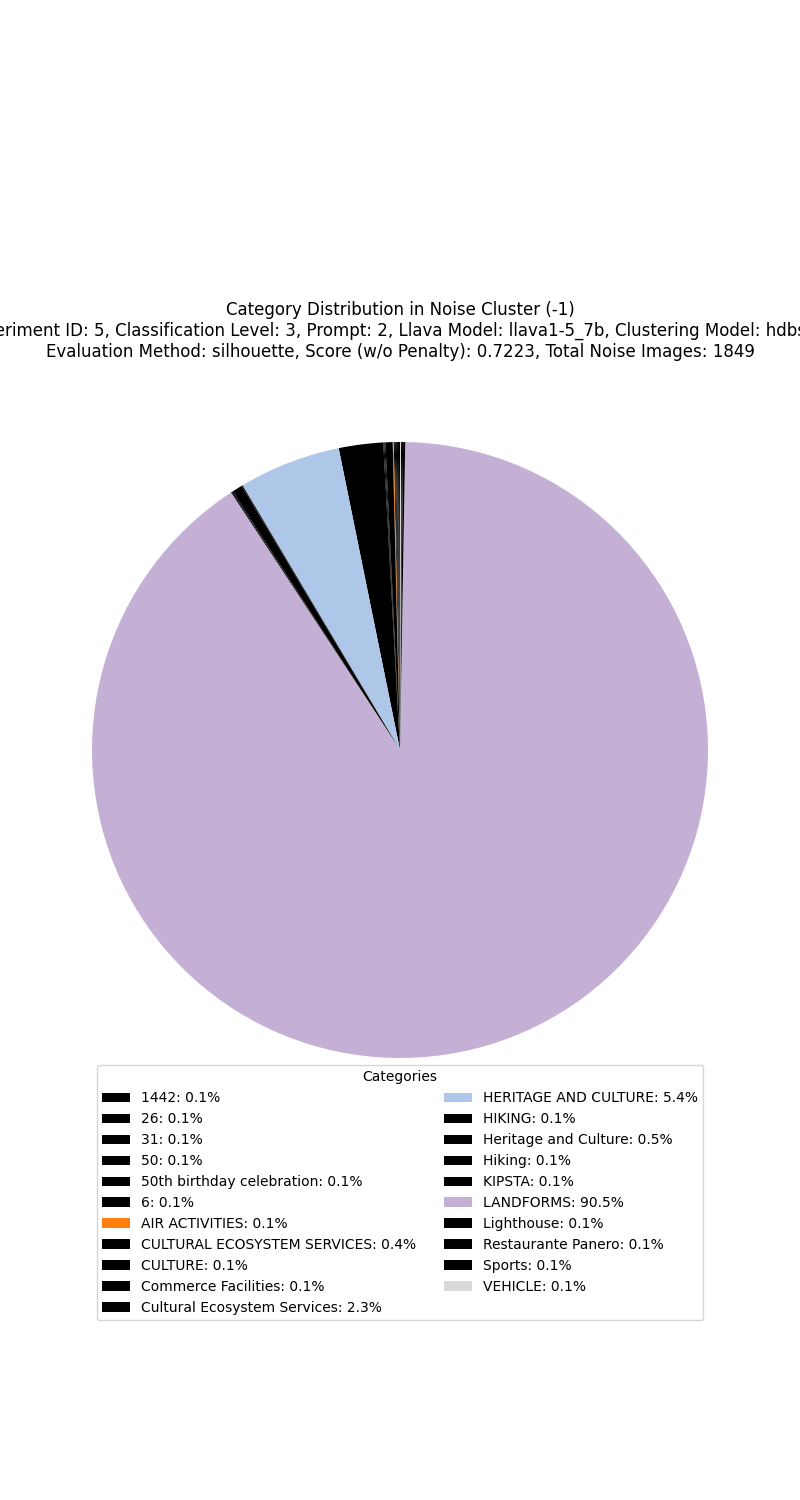 Category Distribution in Noise Cluster (-1)
eriment ID: 5, Classification Level: 3, Prompt: 2, Llava Model: llava1-5_7b, Clustering Model: hdbs
Evaluation Method: silhouette, Score (w/o Penalty): 0.7223, Total Noise Images: 1849
Categories
1442: 0.1%
26: 0.1%
31: 0.1%
50: 0.1%
50th birthday celebration: 0.1%
6: 0.1%
AIR ACTIVITIES: 0.1%
CULTURAL ECOSYSTEM SERVICES: 0.4%
CULTURE: 0.1%
Commerce Facilities: 0.1%
Cultural Ecosystem Services: 2.3%
HERITAGE AND CULTURE: 5.4%
HIKING: 0.1%
Heritage and Culture: 0.5%
Hiking: 0.1%
KIPSTA: 0.1%
LANDFORMS: 90.5%
Lighthouse: 0.1%
Restaurante Panero: 0.1%
Sports: 0.1%
VEHICLE: 0.1%